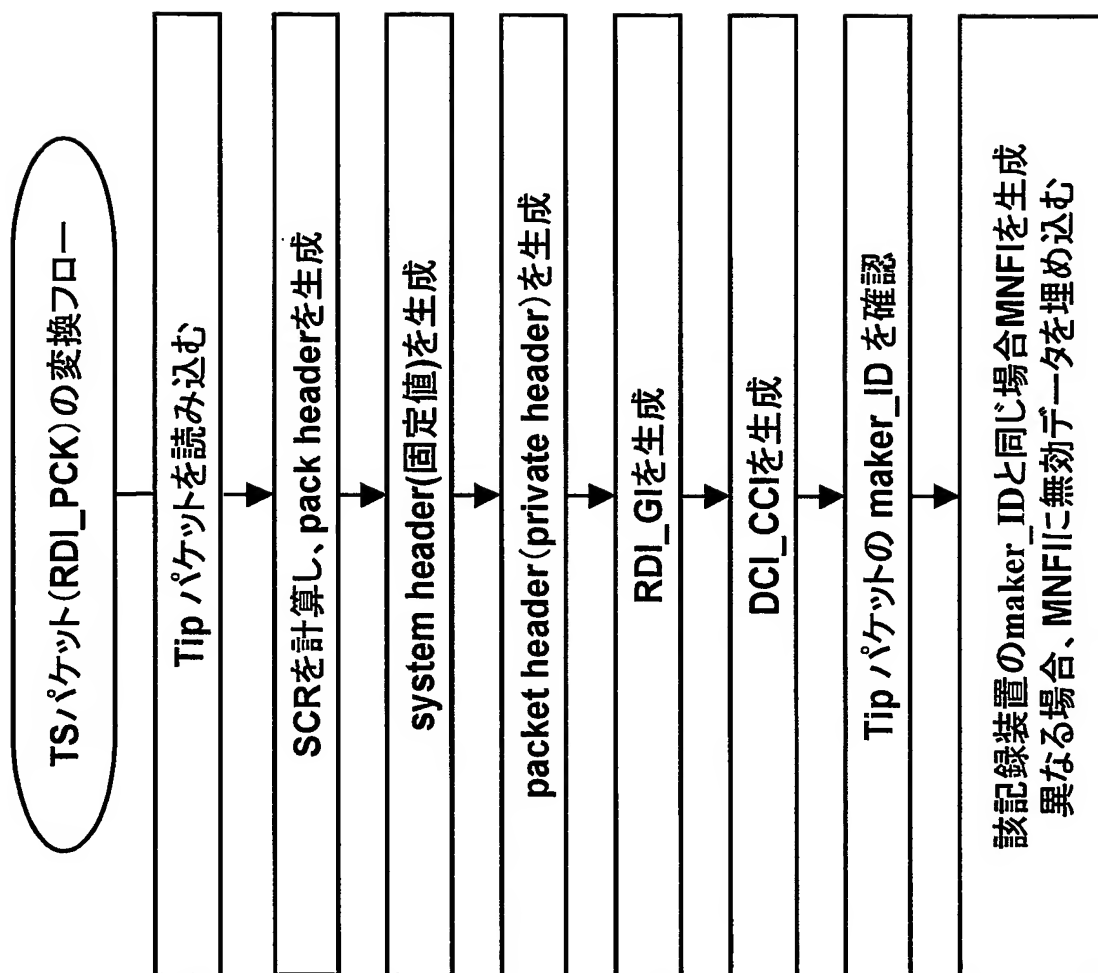 TSパケット(RDI_PCK)の変換フロー
Tip パケットを読み込む
SCRを計算し、pack headerを生成
system header(固定値)を生成
packet header(private header)を生成
RDI_GIを生成
DCI_CCIを生成
Tip パケットの maker_ID を確認
該記録装置のmaker_IDと同じ場合MNFIを生成
異なる場合、MNFIに無効データを埋め込む